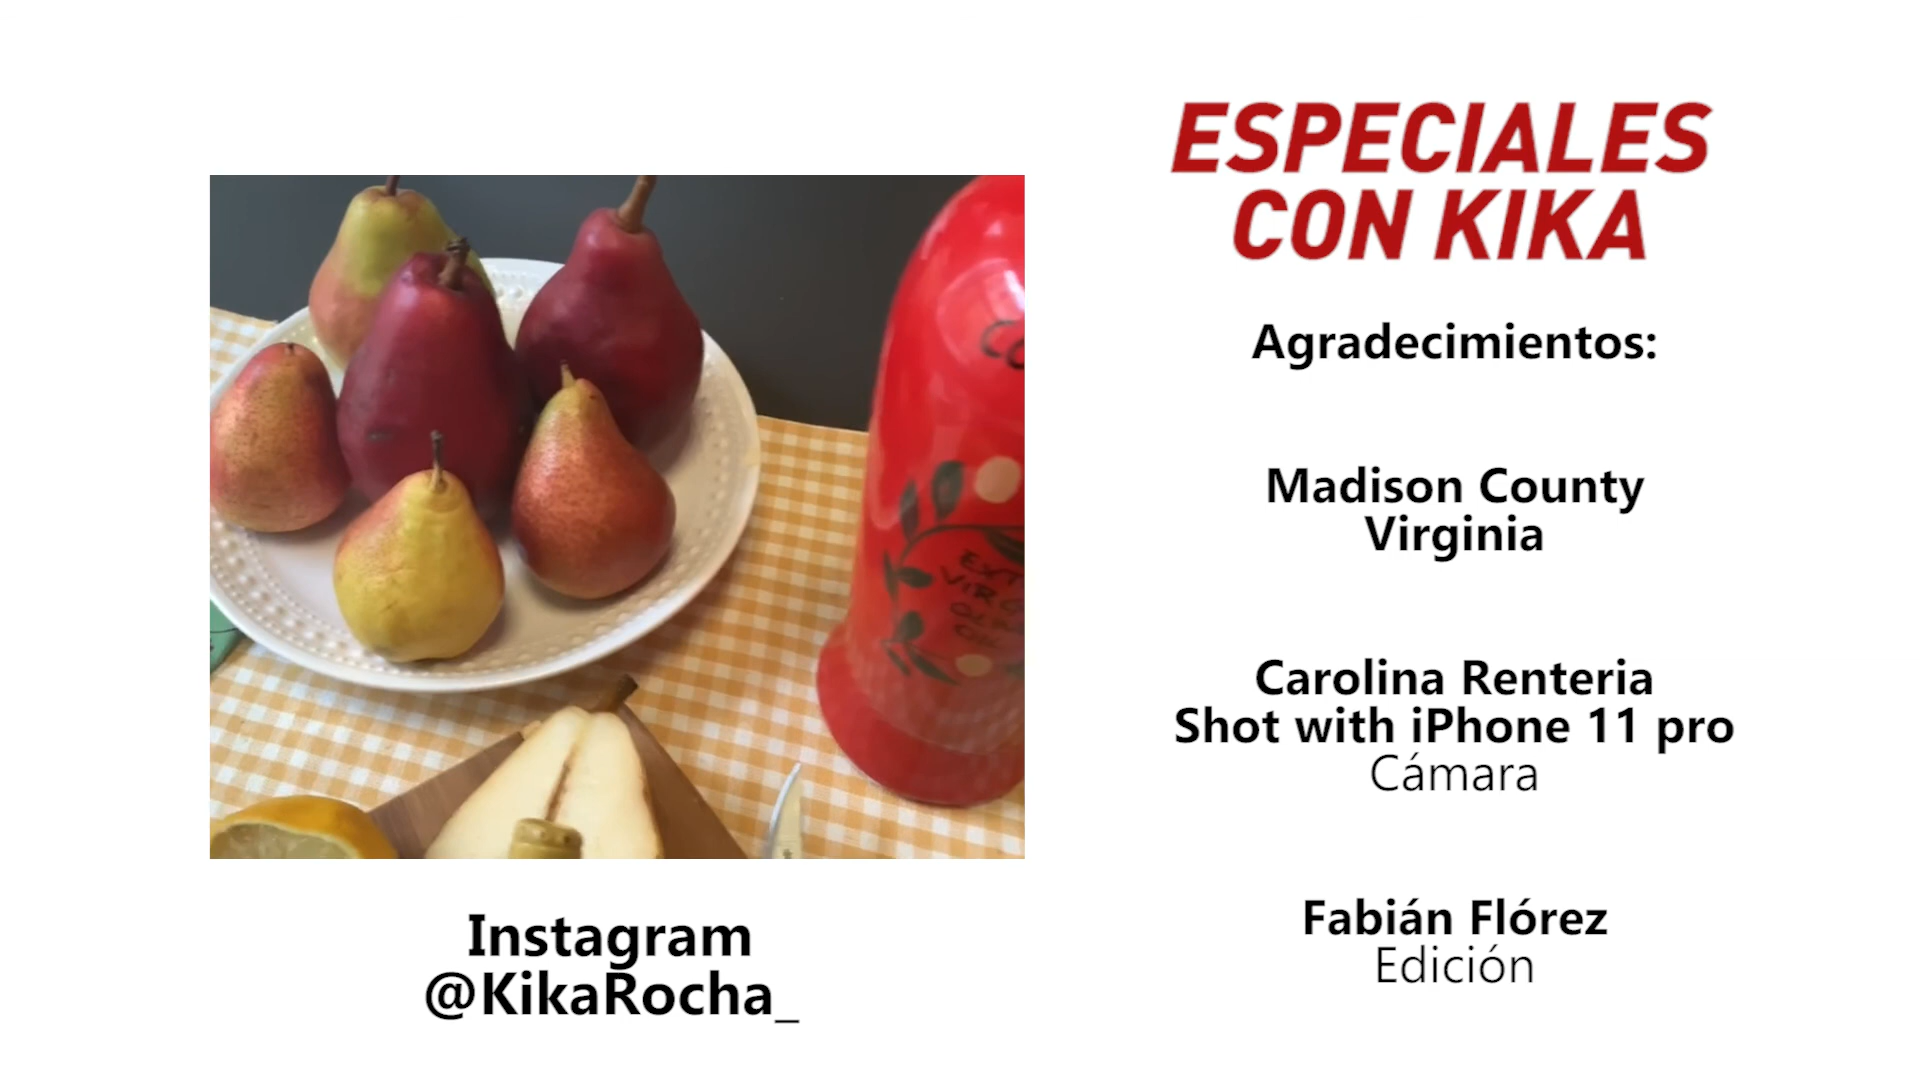 ESPECIALES
CON KIKA
Agradecimientos:
Madison County
Virginia
Carolina Renteria
Shot with iPhone 11 pro
Cámara
Fabián Flórez
Edición
Instagram
@KikaRocha_